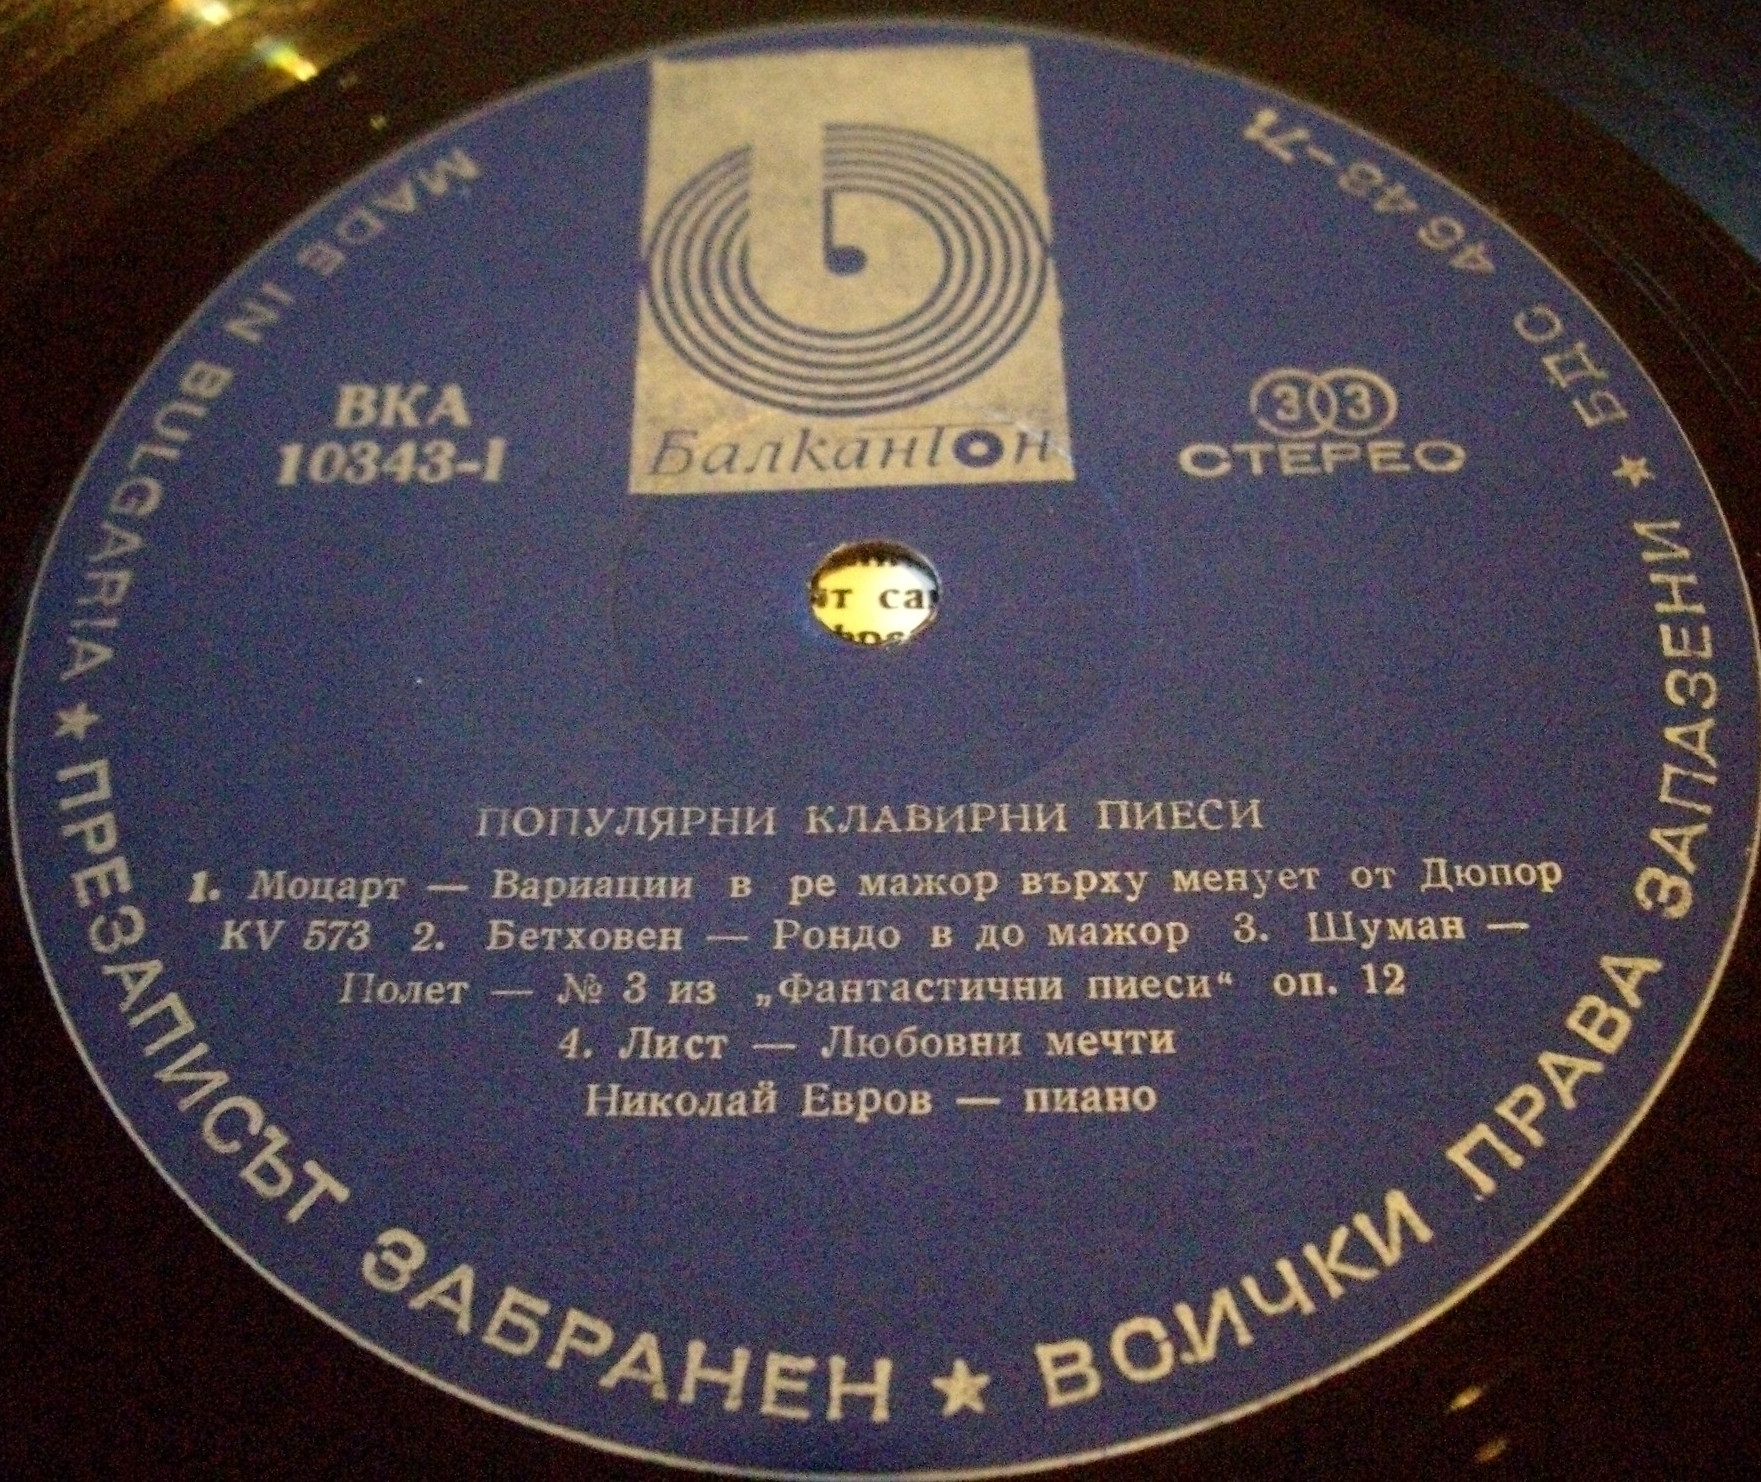 Балкантон
ВКА
10343-I
33
СТЕРЕО
ПОПУЛЯРНИ КЛАВИРНИ ПИЕСИ
1. Моцарт — Вариации в ре мажор върху менует от Дюпор
KV 573 2. Бетховен — Рондо в до мажор 3. Шуман —
Полет — № 3 из „Фантастични пиеси“ оп. 12
4. Лист — Любовни мечти
Николай Евров — пиано
MADE IN BULGARIA ★ ПРЕЗАПИСЪТ ЗАБРАНЕН ★ ВСИЧКИ ПРАВА ЗАПАЗЕНИ ★ БДС 4643-71